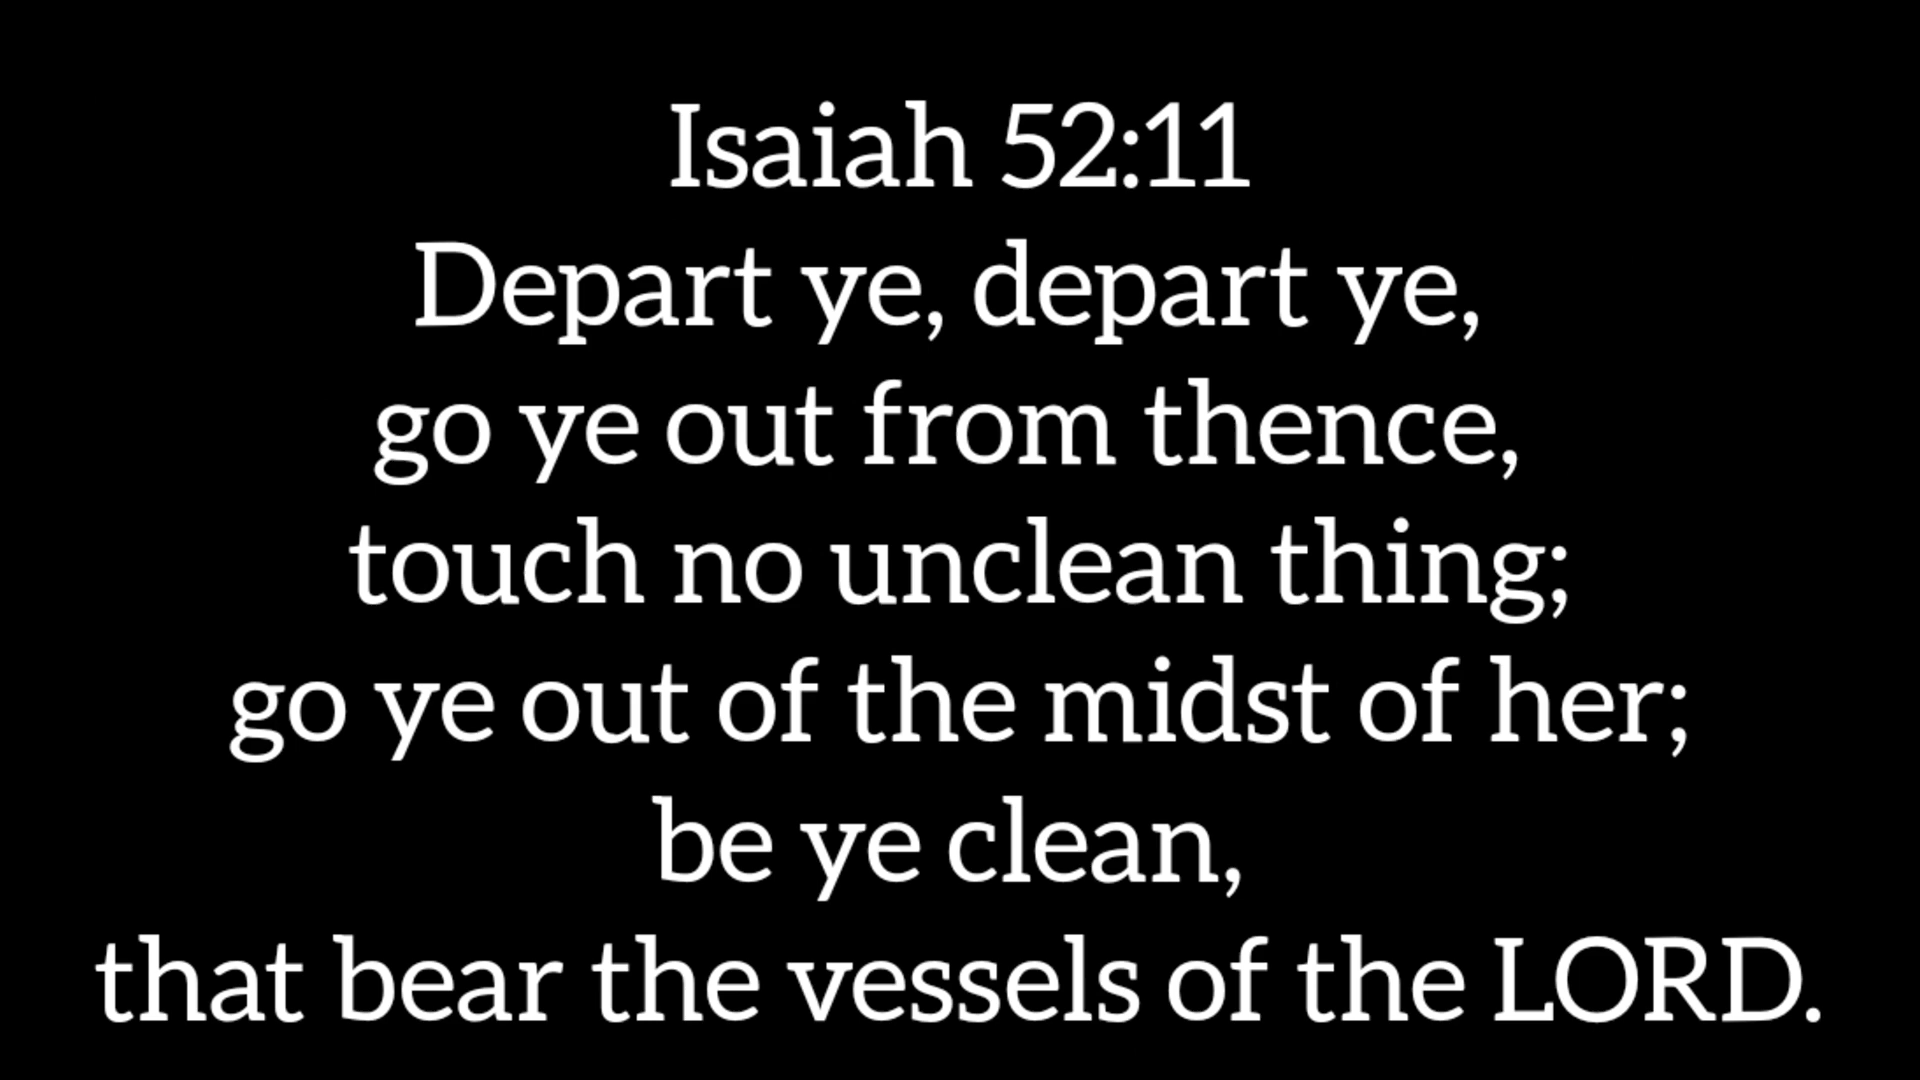 Isaiah 52:11
Depart ye, depart ye,
go ye out from thence,
touch no unclean thing;
go ye out of the midst of her;
be ye clean,
that bear the vessels of the LORD.